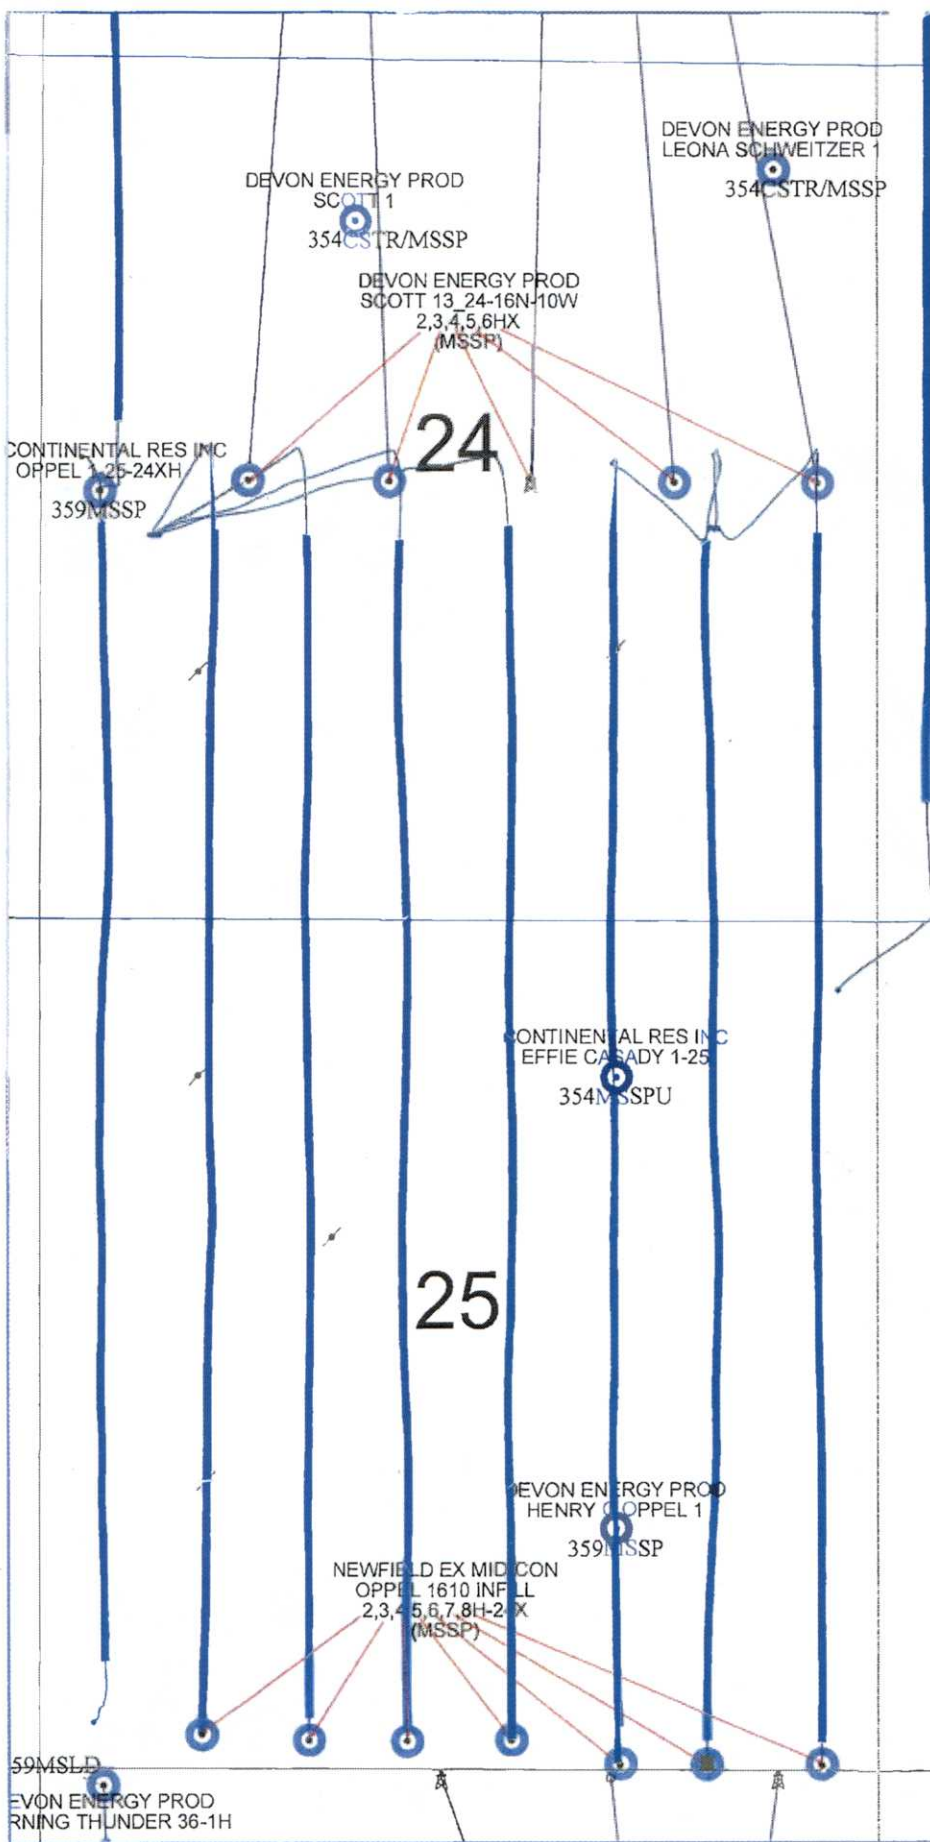 DEVON ENERGY PROD
LEONA SCHWEITZER 1
354CSTR/MSSP
DEVON ENERGY PROD
SCOTT 1
354CSTR/MSSP
DEVON ENERGY PROD
SCOTT 13_24-16N-10W
2,3,4,5,6HX
(MSSP)
24
CONTINENTAL RES INC
OPPEL 1-25-24XH
359MSSP
CONTINENTAL RES INC
EFFIE CASADY 1-25
354MSSPU
25
DEVON ENERGY PROD
HENRY OPPEL 1
359MSSP
NEWFIELD EX MID CON
OPPEL 1610 INFILL
2,3,4,5,6,7,8H-24X
(MSSP)
59MSLD
EVON ENERGY PROD
RNING THUNDER 36-1H